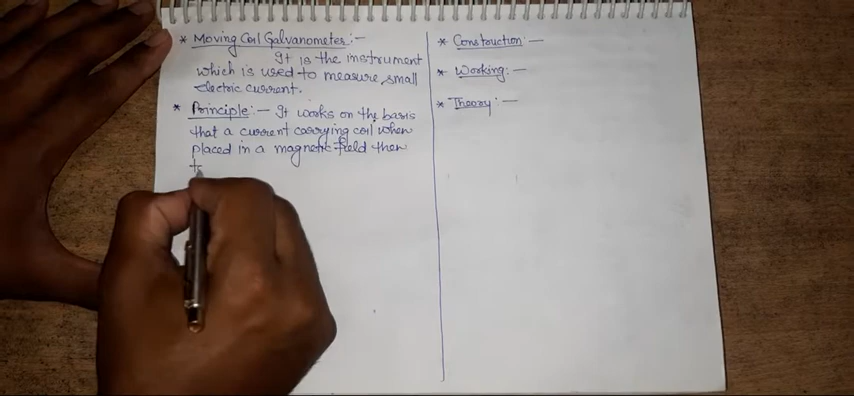 * Moving Coil Galvanometer :-
It is the instrument
which is used to measure small
electric current.
* Principle :- It works on the basis
that a current carrying coil when
placed in a magnetic field then
* Construction :-
* Working :-
* Theory :-